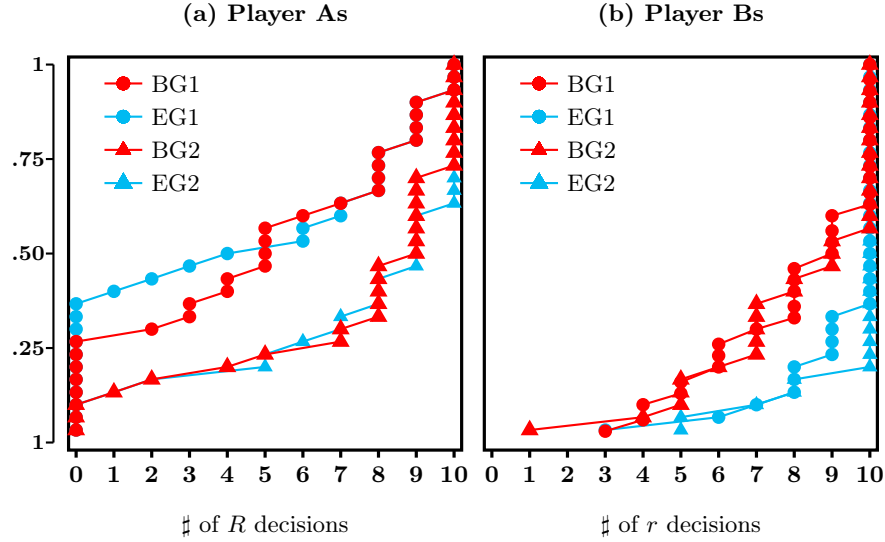 (a) Player As
(b) Player Bs
1
.75
.50
.25
1
BG1
EG1
BG2
EG2
BG1
EG1
BG2
EG2
0 1 2 3 4 5 6 7 8 9 10
0 1 2 3 4 5 6 7 8 9 10
♯ of R decisions
♯ of r decisions